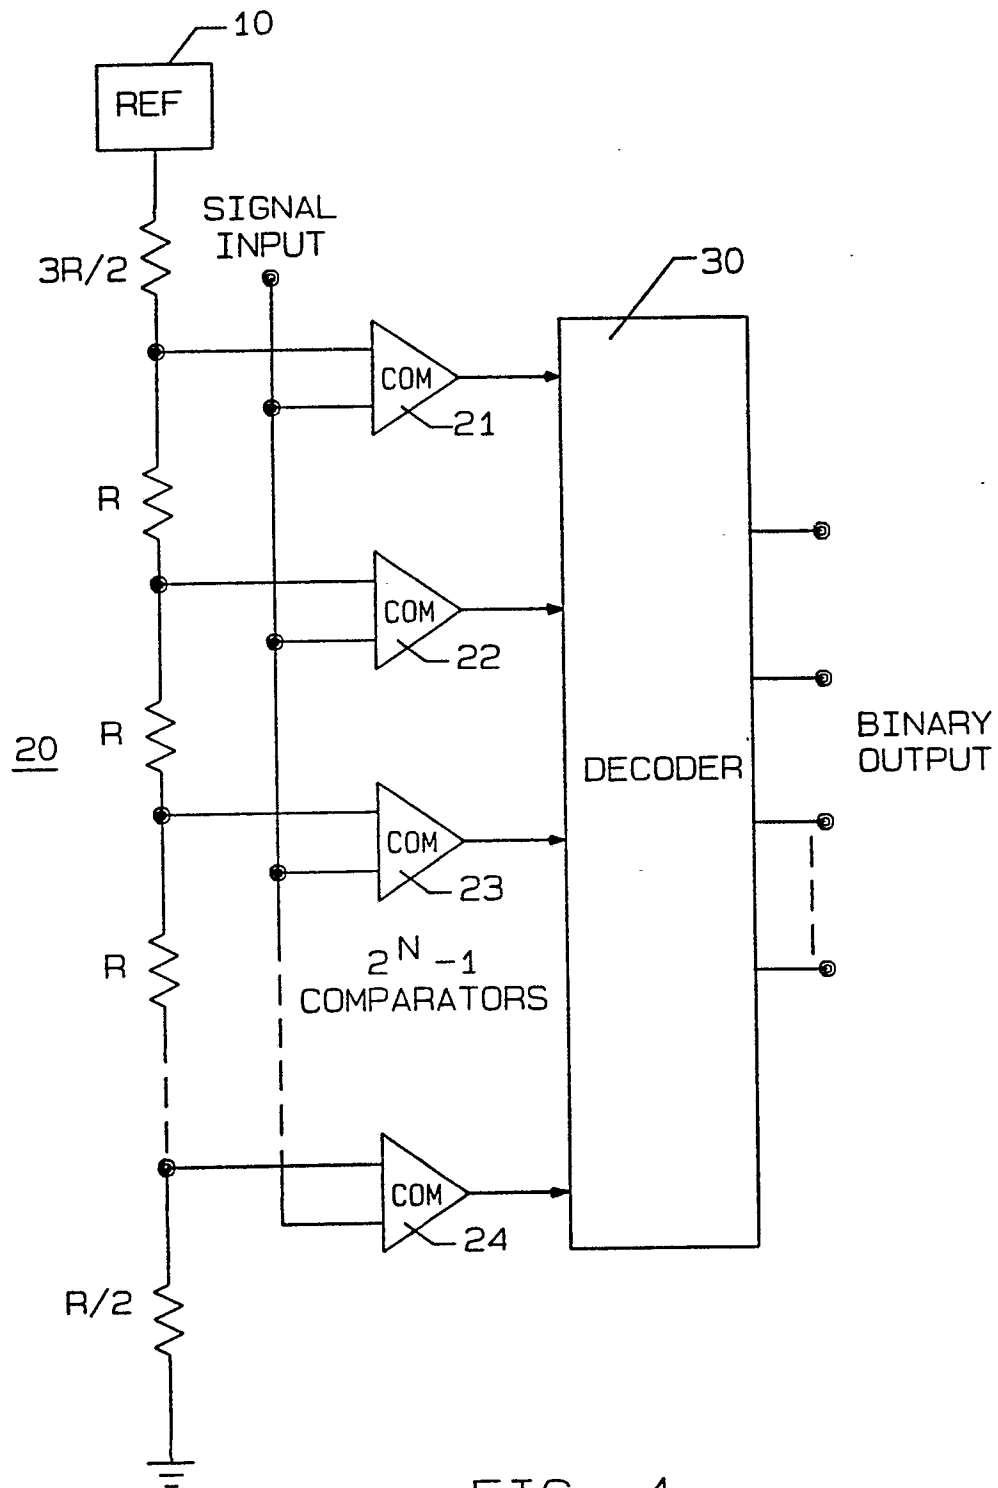 10
REF
SIGNAL
INPUT
3R/2
30
COM
21
R
COM
22
R
20
BINARY
OUTPUT
DECODER
COM
23
R
2^N -1
COMPARATORS
COM
24
R/2